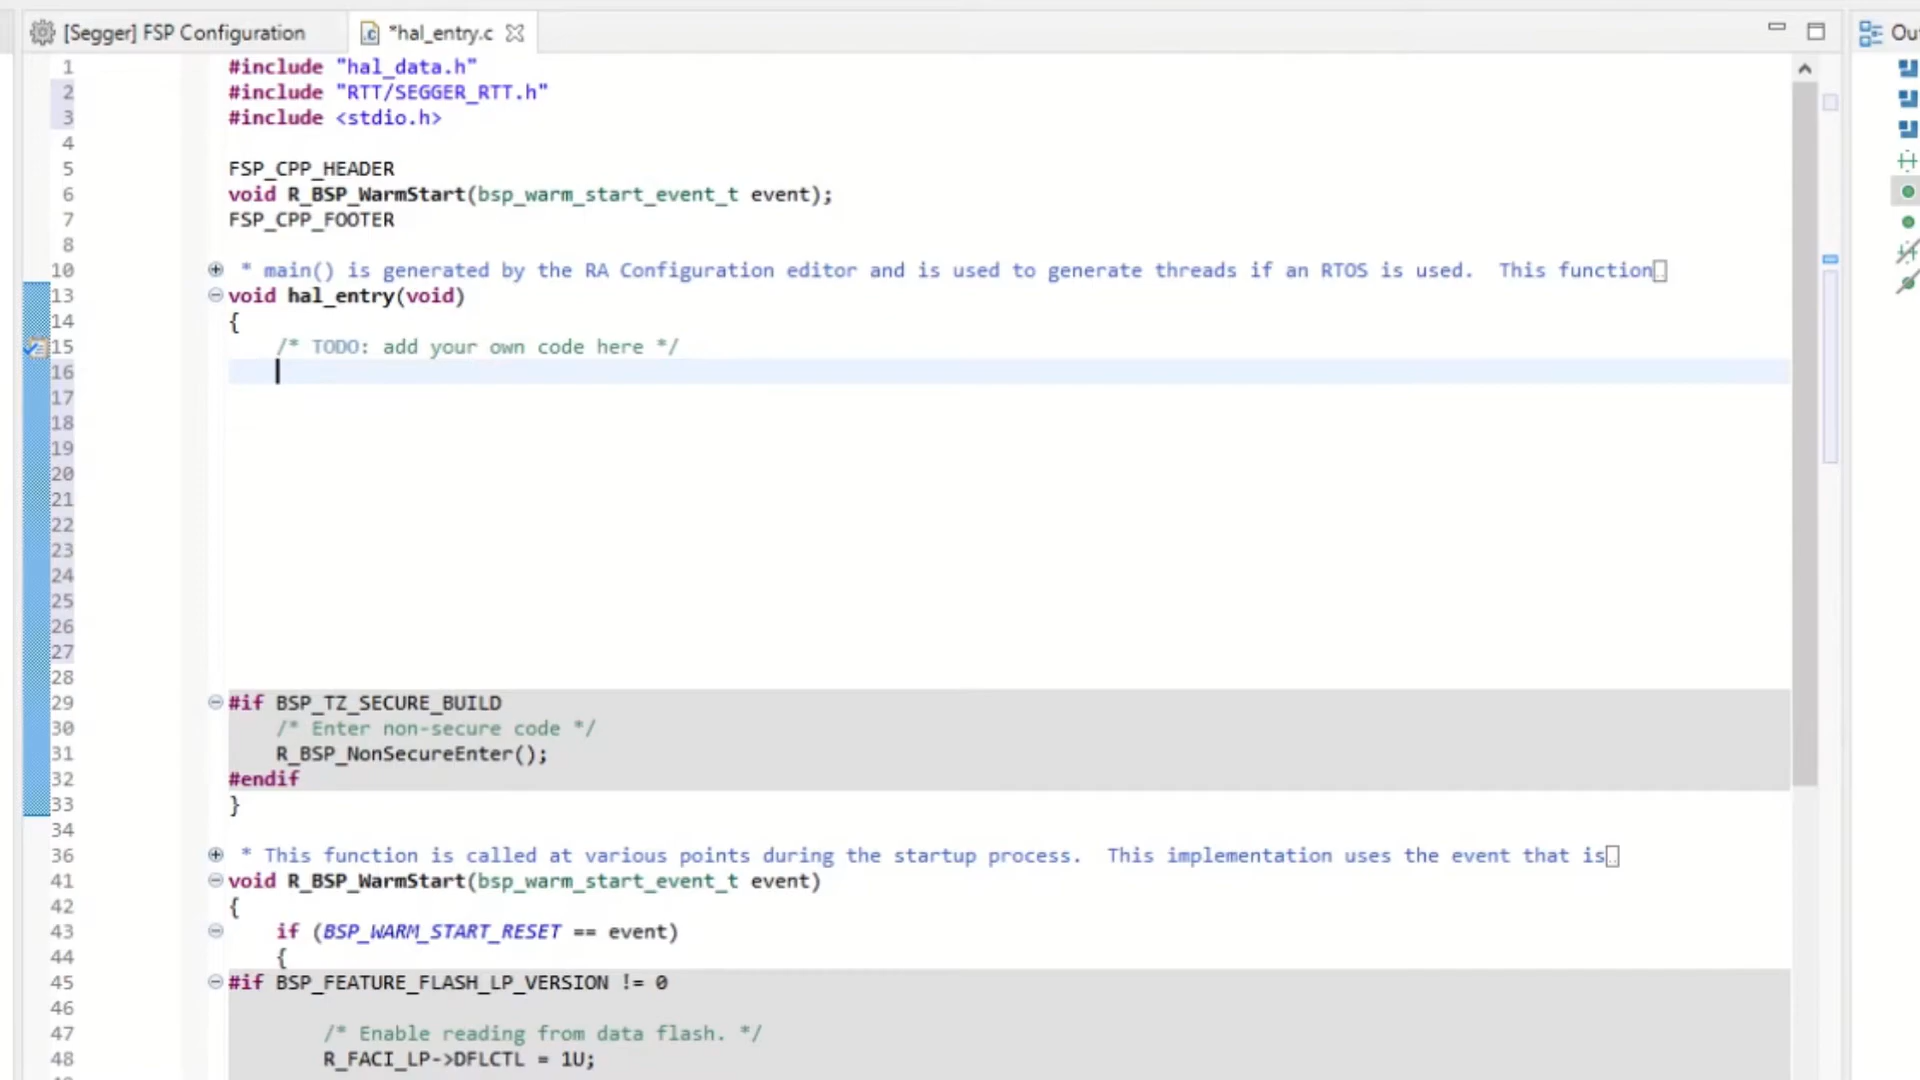 [Segger] FSP Configuration
*hal_entry.c
Out
1 #include "hal_data.h"
2 #include "RTT/SEGGER_RTT.h"
3 #include <stdio.h>
4
5 FSP_CPP_HEADER
6 void R_BSP_WarmStart(bsp_warm_start_event_t event);
7 FSP_CPP_FOOTER
8
10 * main() is generated by the RA Configuration editor and is used to generate threads if an RTOS is used.  This function
13 void hal_entry(void)
14 {
15 /* TODO: add your own code here */
16
17
18
19
20
21
22
23
24
25
26
27
28
29 #if BSP_TZ_SECURE_BUILD
30 /* Enter non-secure code */
31 R_BSP_NonSecureEnter();
32 #endif
33 }
34
36 * This function is called at various points during the startup process.  This implementation uses the event that is
41 void R_BSP_WarmStart(bsp_warm_start_event_t event)
42 {
43 if (BSP_WARM_START_RESET == event)
44 {
45 #if BSP_FEATURE_FLASH_LP_VERSION != 0
46
47 /* Enable reading from data flash. */
48 R_FACI_LP->DFLCTL = 1U;